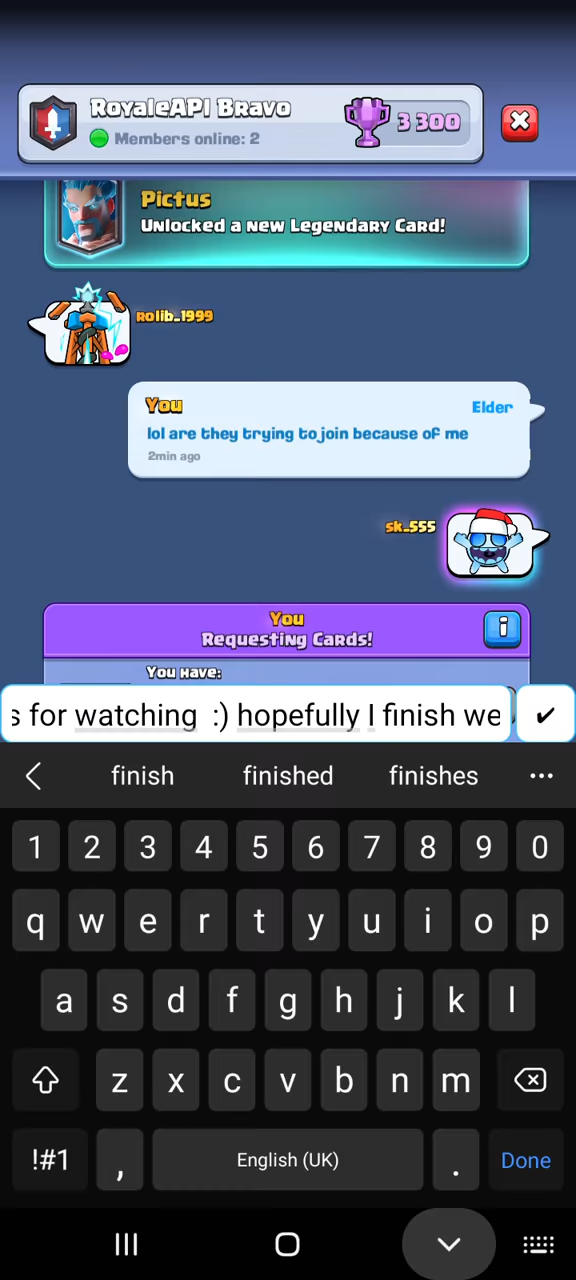 RoyaleAPI Bravo
Members online: 2
3 300
Pictus
Unlocked a new Legendary Card!
Rolib_1999
You
Elder
lol are they trying to join because of me
2min ago
sk_555
You
Requesting Cards!
i
You have:
s for watching :) hopefully I finish we
finish finished finishes
1 2 3 4 5 6 7 8 9 0
q w e r t y u i o p
a s d f g h j k l
z x c v b n m
!#1 , English (UK) . Done